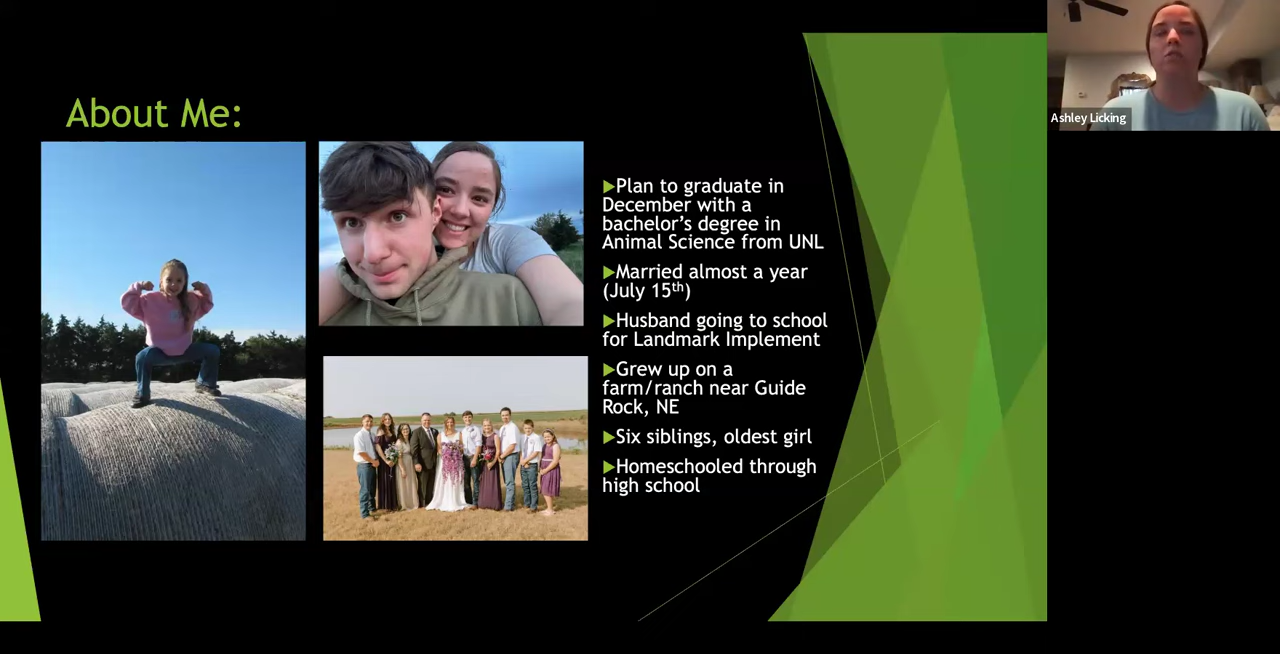 About Me:
Ashley Licking
▶Plan to graduate in
December with a
bachelor’s degree in
Animal Science from UNL
▶Married almost a year
(July 15th)
▶Husband going to school
for Landmark Implement
▶Grew up on a
farm/ranch near Guide
Rock, NE
▶Six siblings, oldest girl
▶Homeschooled through
high school